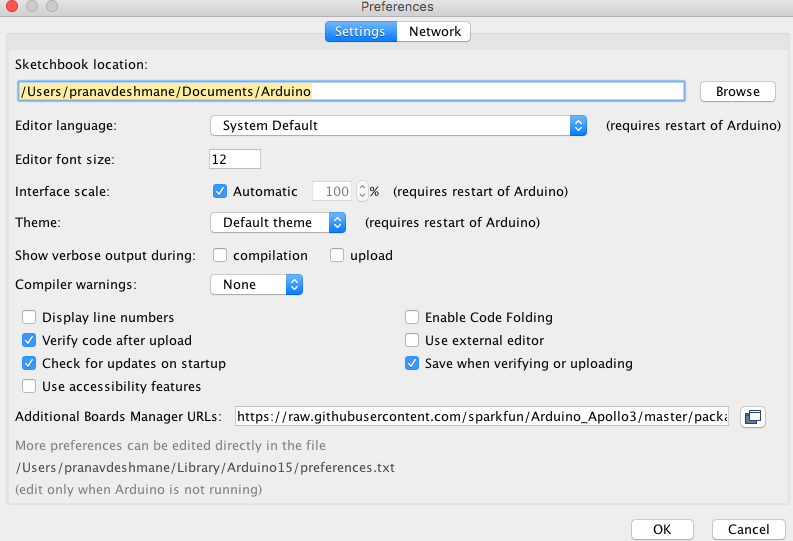 Preferences
Settings Network
Sketchbook location:
/Users/pranavdeshmane/Documents/Arduino Browse
Editor language: System Default (requires restart of Arduino)
Editor font size: 12
Interface scale: Automatic 100 % (requires restart of Arduino)
Theme: Default theme (requires restart of Arduino)
Show verbose output during: compilation upload
Compiler warnings: None
Display line numbers Enable Code Folding
Verify code after upload Use external editor
Check for updates on startup Save when verifying or uploading
Use accessibility features
Additional Boards Manager URLs: https://raw.githubusercontent.com/sparkfun/Arduino_Apollo3/master/packa
More preferences can be edited directly in the file
/Users/pranavdeshmane/Library/Arduino15/preferences.txt
(edit only when Arduino is not running)
OK Cancel